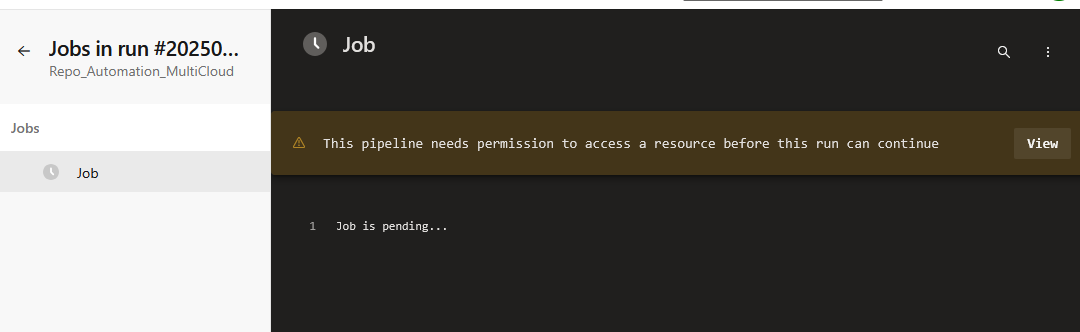 Jobs in run #20250...
Repo_Automation_MultiCloud
Jobs
Job
Job
This pipeline needs permission to access a resource before this run can continue
View
1 Job is pending...